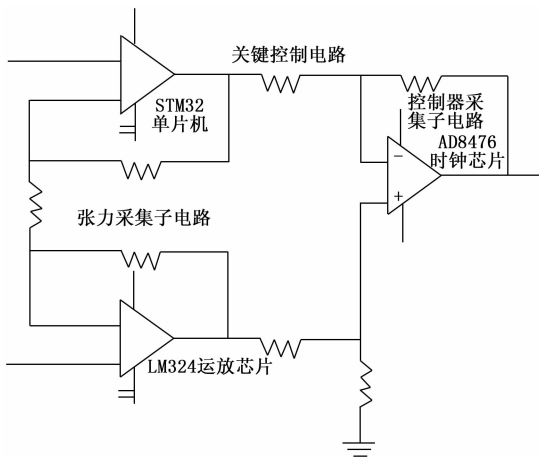 关键控制电路
STM32
单片机
控制器采
集子电路
AD8476
时钟芯片
−
+
张力采集子电路
LM324运放芯片